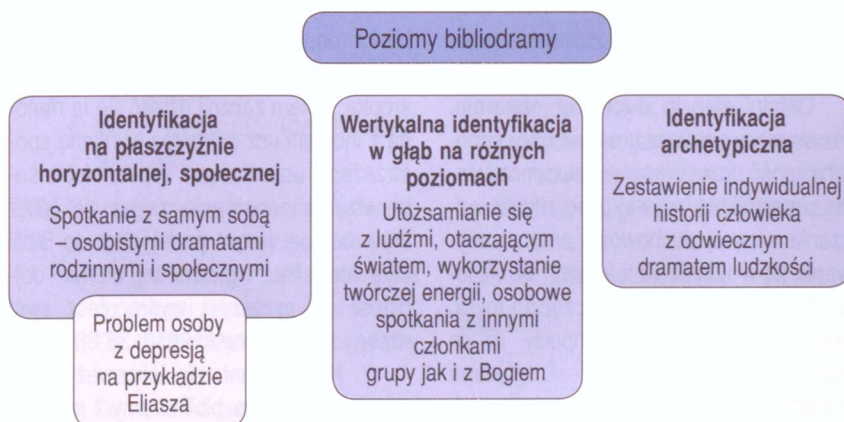 Poziomy bibliodramy
Identyfikacja
na płaszczyźnie
horyzontalnej, społecznej
Spotkanie z samym sobą
osobistymi dramatami
rodzinnymi i społecznymi
Problem osoby
z depresją
na przykładzie
Eliasza
Wertykalna identyfikacja
w głąb na różnych
poziomach
Utożsamianie się
z ludźmi, otaczającym
światem, wykorzystanie
twórczej energii, osobowe
spotkania z innymi
członkami
grupy jak i z Bogiem
Identyfikacja
archetypiczna
Zestawienie indywidualnej
historii człowieka
z odwiecznym
dramatem ludzkości